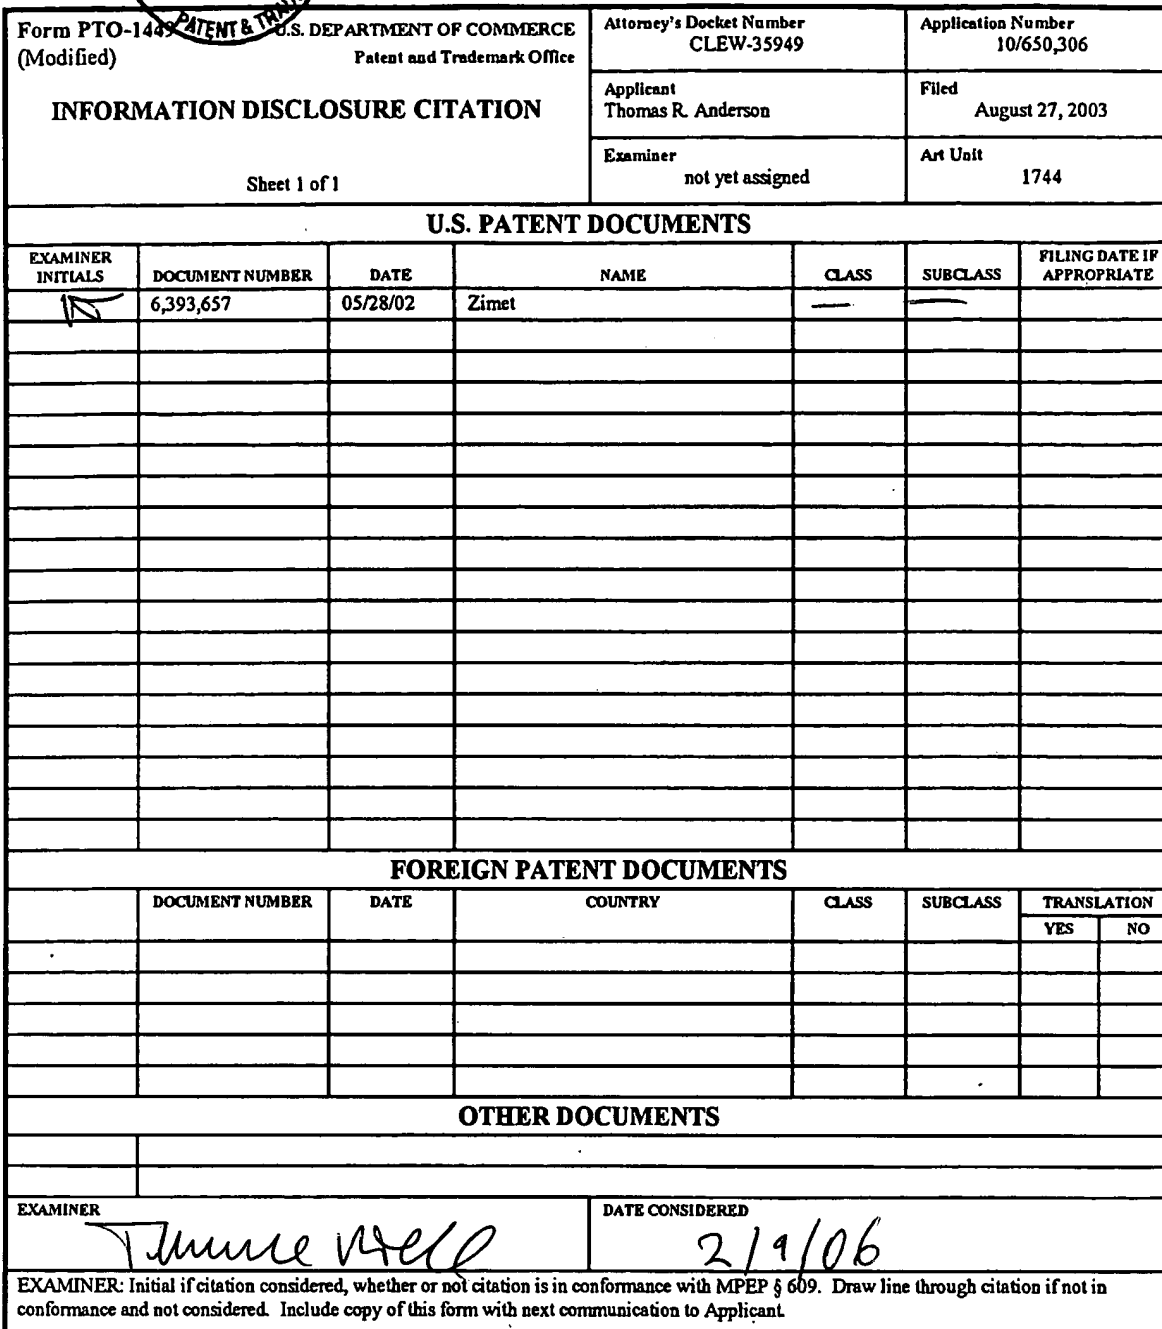 PATENT & TRA
Form PTO-1449
(Modified)
U.S. DEPARTMENT OF COMMERCE
Patent and Trademark Office
INFORMATION DISCLOSURE CITATION
Sheet 1 of 1
Attorney's Docket Number
CLEW-35949
Application Number
10/650,306
Applicant
Thomas R. Anderson
Filed
August 27, 2003
Examiner
not yet assigned
Art Unit
1744
U.S. PATENT DOCUMENTS
EXAMINER INITIALS DOCUMENT NUMBER DATE NAME CLASS SUBCLASS FILING DATE IF APPROPRIATE
6,393,657 05/28/02 Zimet — —
FOREIGN PATENT DOCUMENTS
DOCUMENT NUMBER DATE COUNTRY CLASS SUBCLASS TRANSLATION
YES NO
OTHER DOCUMENTS
EXAMINER
DATE CONSIDERED
2/9/06
EXAMINER: Initial if citation considered, whether or not citation is in conformance with MPEP § 609. Draw line through citation if not in
conformance and not considered. Include copy of this form with next communication to Applicant.